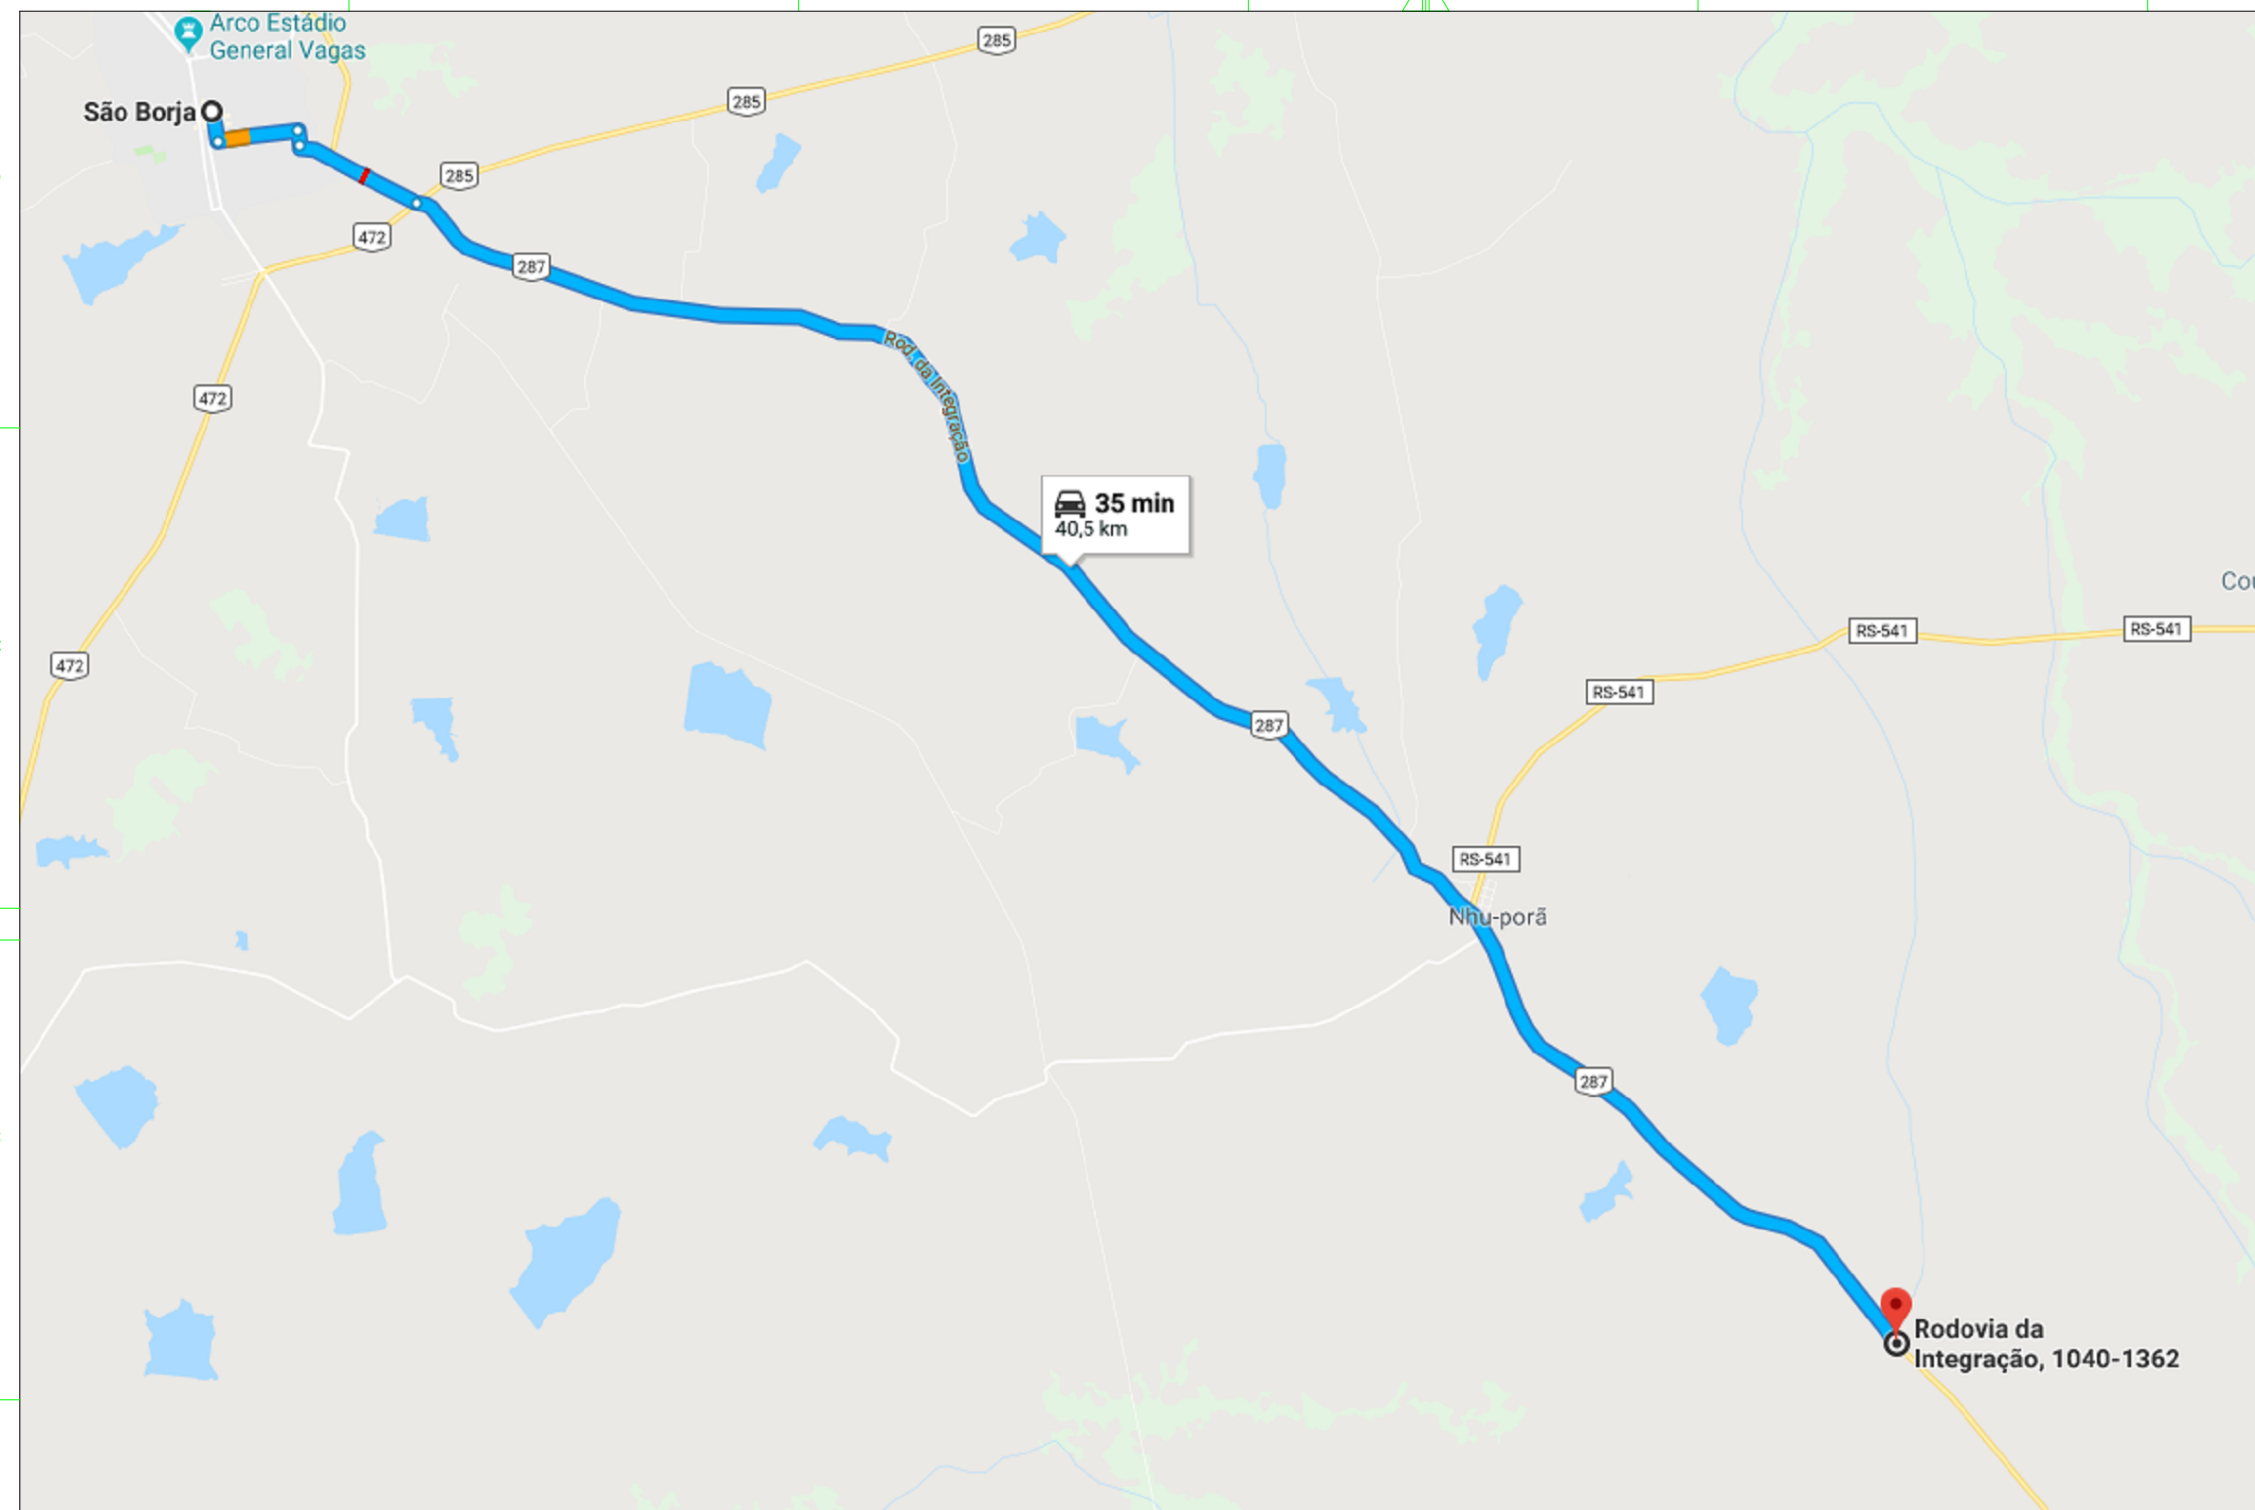 Arco Estádio
General Vagas
285
285
São Borja
285
472
287
Rod. da Integração
472
35 min
40,5 km
RS-541
RS-541
472
RS-541
287
RS-541
Nhu-porã
287
Rodovia da
Integração, 1040-1362